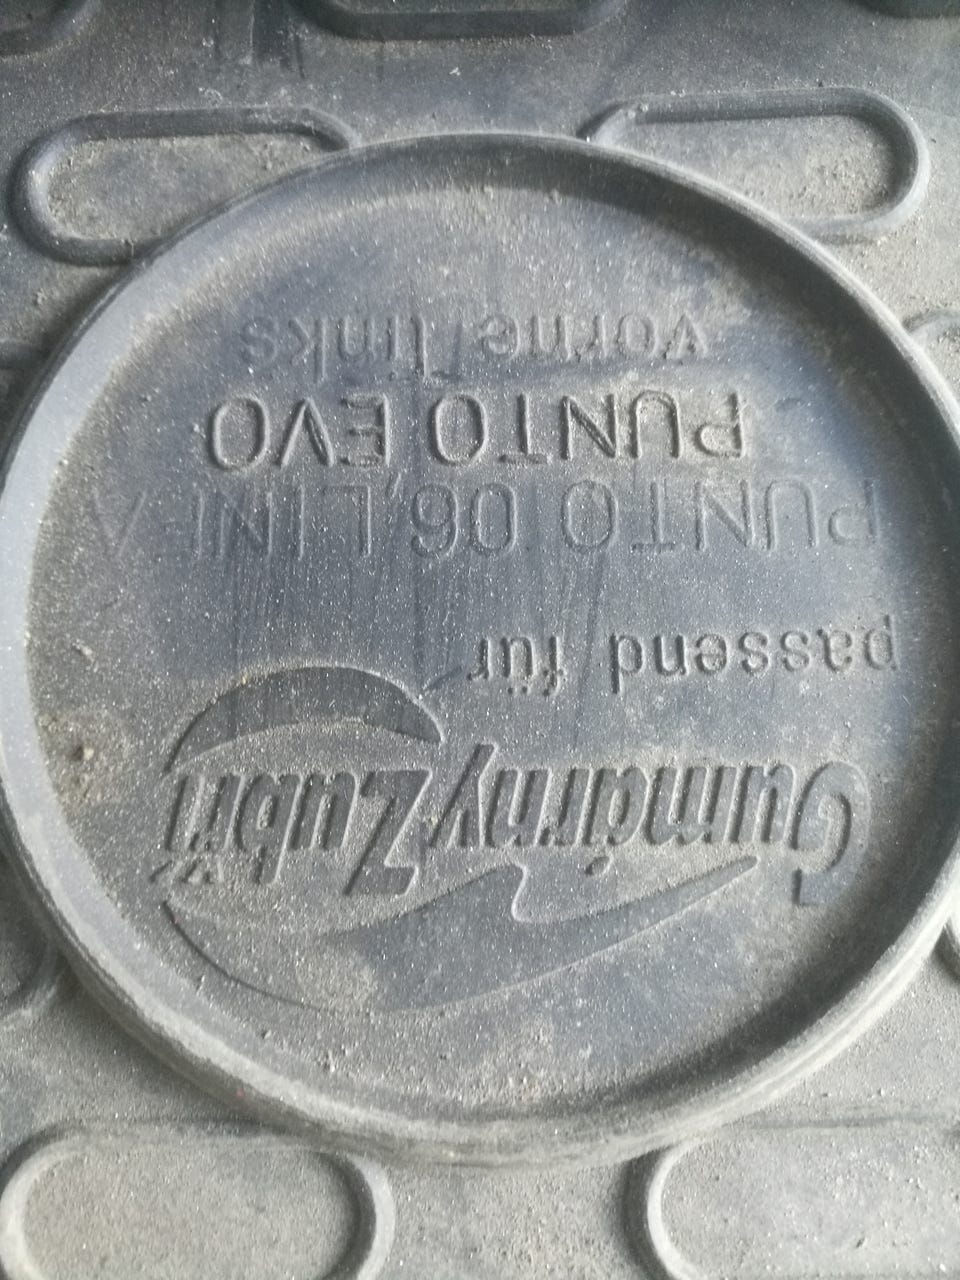 Gumárny Zubří
passend für
PUNTO 06, LINEA
PUNTO EVO
vorne links